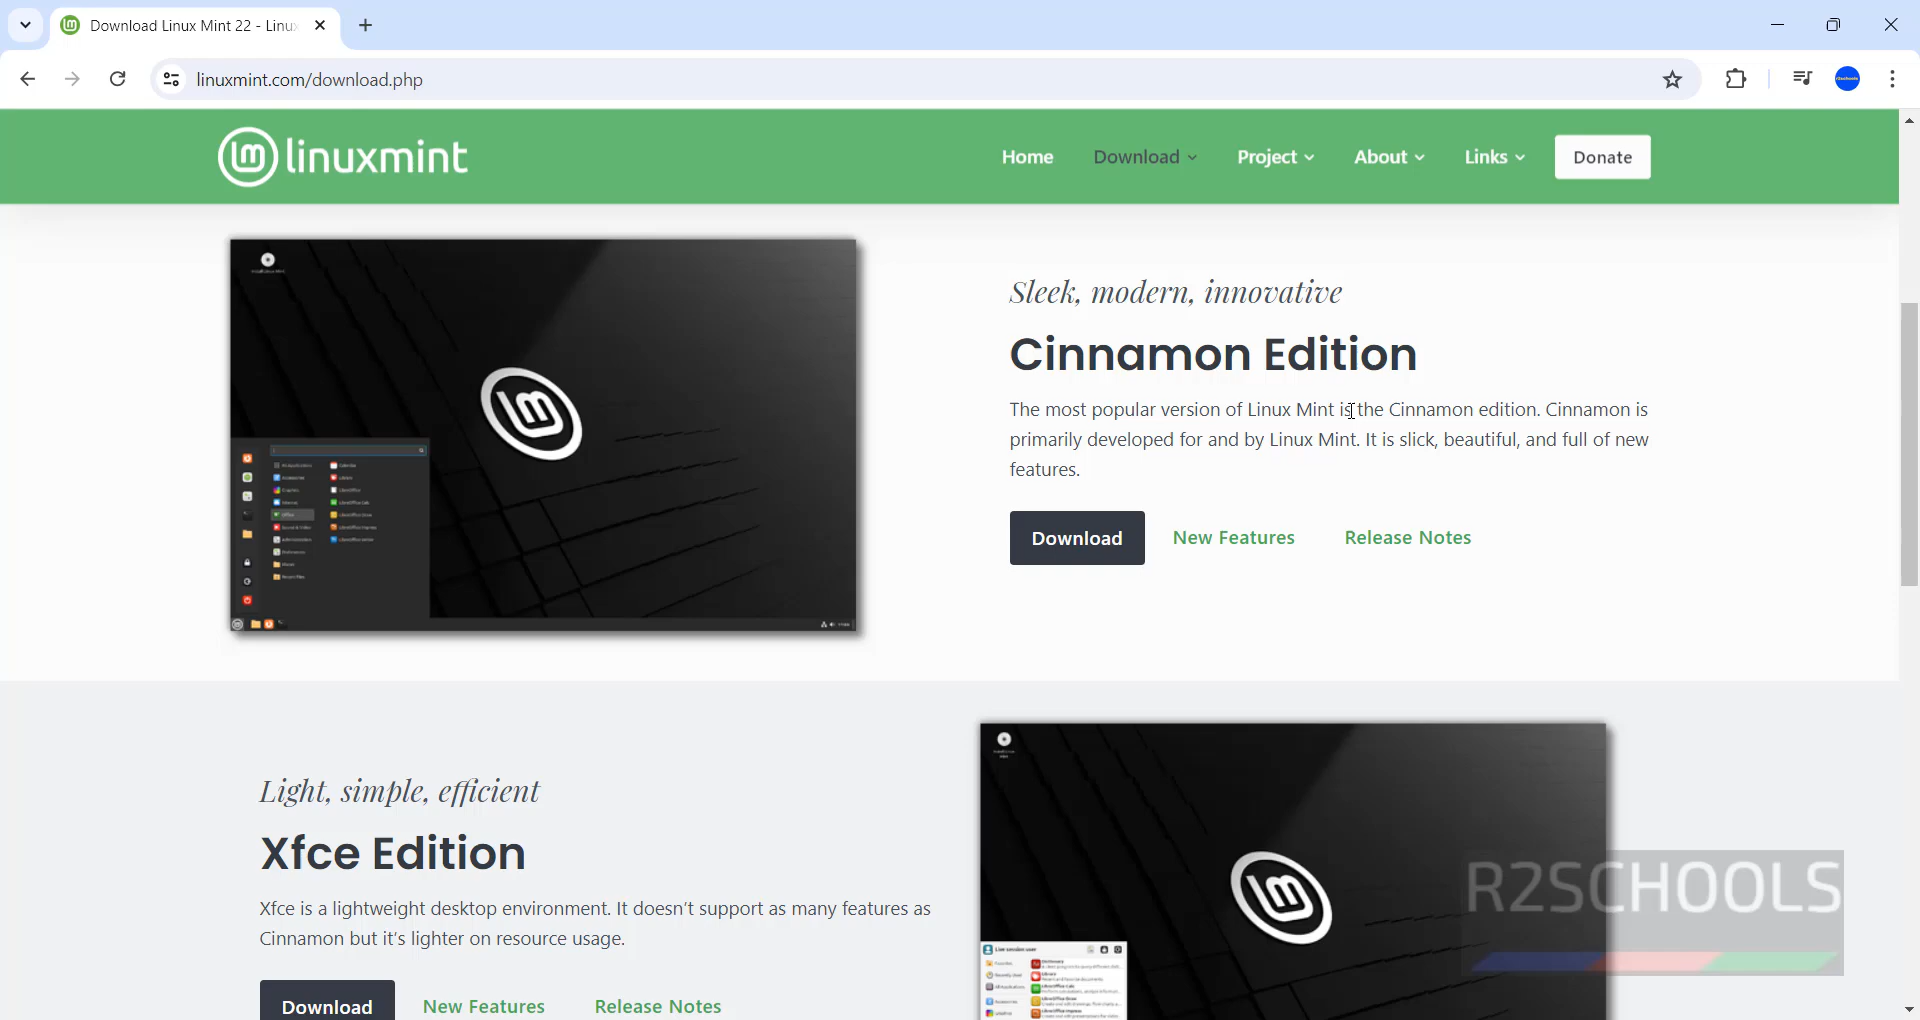 Download Linux Mint 22 - Linu
linuxmint.com/download.php
linuxmint
Home Download Project About Links Donate
Sleek, modern, innovative
Cinnamon Edition
The most popular version of Linux Mint is the Cinnamon edition. Cinnamon is
primarily developed for and by Linux Mint. It is slick, beautiful, and full of new
features.
Download New Features Release Notes
Light, simple, efficient
Xfce Edition
Xfce is a lightweight desktop environment. It doesn't support as many features as
Cinnamon but it's lighter on resource usage.
Download New Features Release Notes
R2SCHOOLS